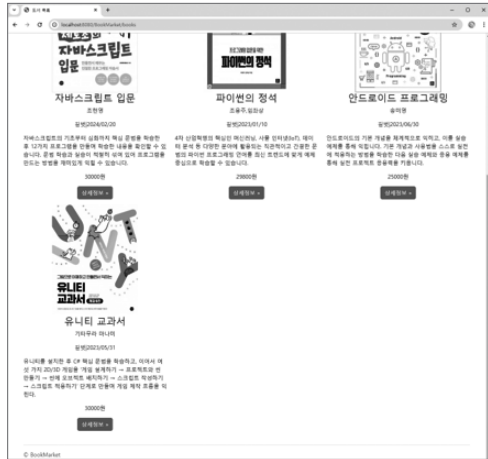 도서 목록
localhost:8080/BookMarket/books
자바스크립트
입문
파이썬의 정석
자바스크립트 입문
조현영
길벗|2024/02/20
자바스크립트의 기초부터 심화까지 핵심 문법을 학습한
후 12가지 프로그램을 만들며 학습한 내용을 확인할 수 있
습니다. 문법 학습과 실습이 적절히 섞여 있어 프로그램을
만드는 방법을 재미있게 익힐 수 있습니다.
30000원
상세정보 »
파이썬의 정석
조용주,임좌상
길벗|2023/01/10
4차 산업혁명의 핵심인 머신러닝, 사물 인터넷(IoT), 데이
터 분석 등 다양한 분야에 활용되는 직관적이고 간결한 문
법의 파이썬 프로그래밍 언어를 최신 트렌드에 맞게 예제
중심으로 학습할 수 있습니다.
29800원
상세정보 »
안드로이드 프로그래밍
송미영
길벗|2023/06/30
안드로이드의 기본 개념을 체계적으로 익히고, 이를 실습
예제를 통해 익힙니다. 기본 개념과 사용법을 스스로 실전
에 적용하는 방법을 학습한 다음 실습 예제와 응용 예제를
통해 실전 프로젝트 응용력을 키웁니다.
25000원
상세정보 »
UNITY
유니티
교과서
유니티 교과서
기타무라 마나미
길벗|2023/05/31
유니티를 설치한 후 C# 핵심 문법을 학습하고, 이어서 여
섯 가지 2D/3D 게임을 '게임 설계하기 → 프로젝트와 씬
만들기 → 씬에 오브젝트 배치하기 → 스크립트 작성하기
→ 스크립트 적용하기' 단계로 만들며 게임 제작 흐름을 익
힌다.
30000원
상세정보 »
© BookMarket